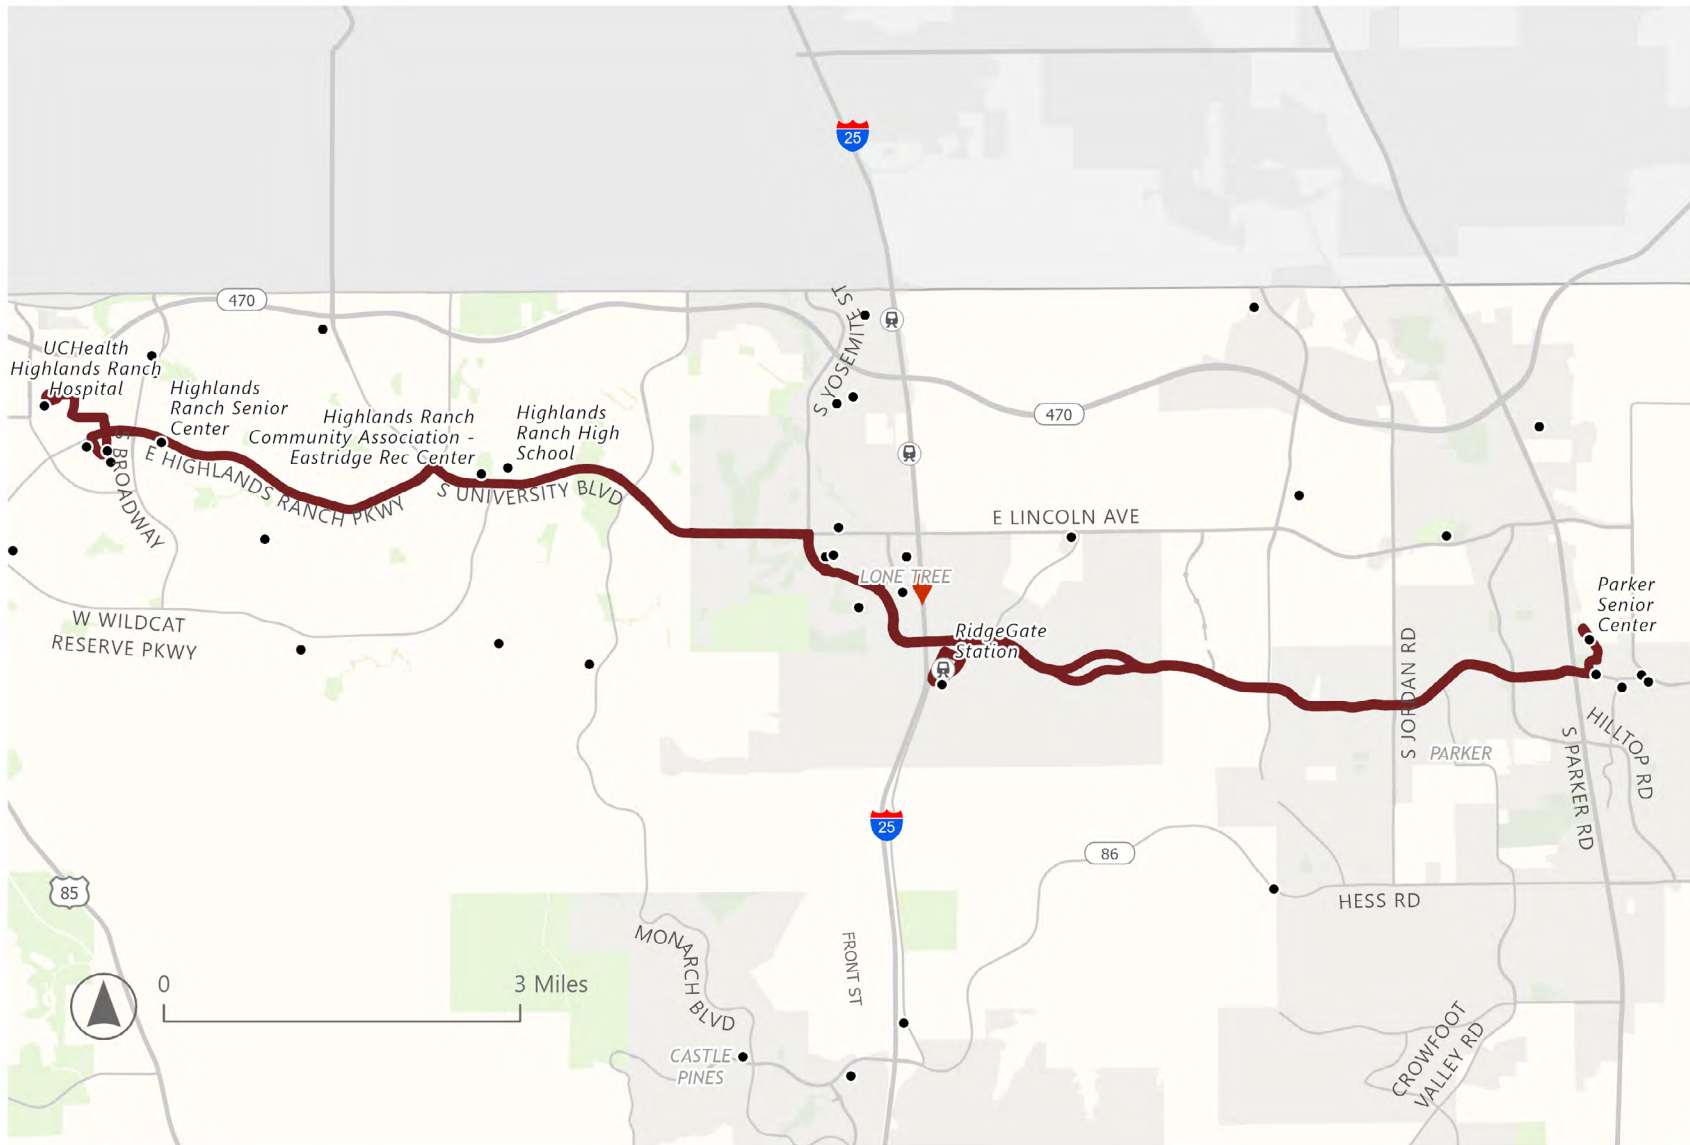 25
S YOSEMITE ST
470
UCHealth
Highlands Ranch
Hospital
Highlands
Ranch Senior
Center
Highlands Ranch
Community Association -
Eastridge Rec Center
Highlands
Ranch High
School
470
S BROADWAY
E HIGHLANDS RANCH PKWY
S UNIVERSITY BLVD
E LINCOLN AVE
LONE TREE
Parker
Senior
Center
W WILDCAT
RESERVE PKWY
RidgeGate
Station
S JORDAN RD
PARKER
S PARKER RD
HILLTOP RD
25
86
85
HESS RD
MONARCH BLVD
FRONT ST
0
3 Miles
CASTLE
PINES
CROWFOOT
VALLEY RD